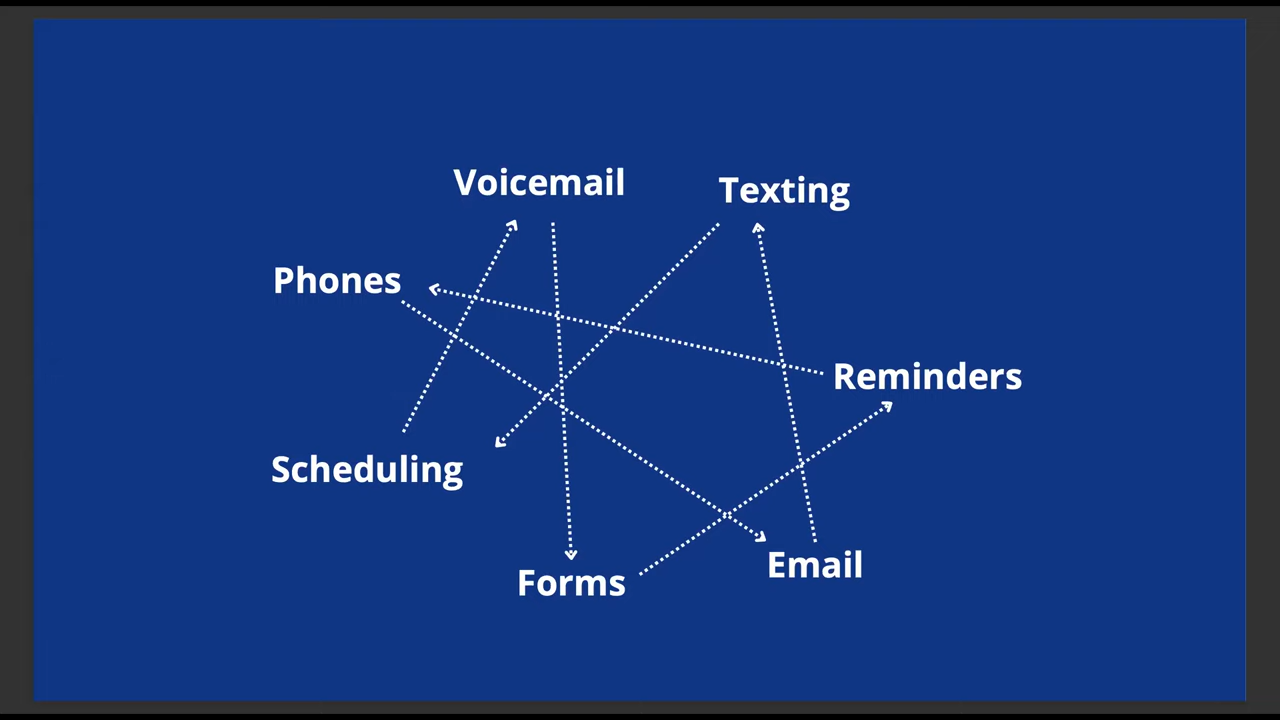 Voicemail
Texting
Phones
Reminders
Scheduling
Email
Forms